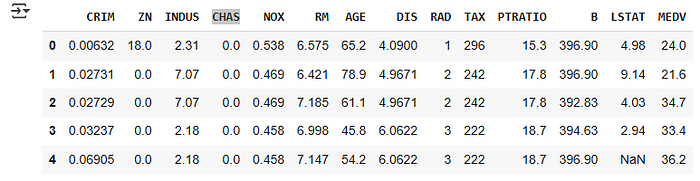 CRIM ZN INDUS CHAS NOX RM AGE DIS RAD TAX PTRATIO B LSTAT MEDV
0 0.00632 18.0 2.31 0.0 0.538 6.575 65.2 4.0900 1 296 15.3 396.90 4.98 24.0
1 0.02731 0.0 7.07 0.0 0.469 6.421 78.9 4.9671 2 242 17.8 396.90 9.14 21.6
2 0.02729 0.0 7.07 0.0 0.469 7.185 61.1 4.9671 2 242 17.8 392.83 4.03 34.7
3 0.03237 0.0 2.18 0.0 0.458 6.998 45.8 6.0622 3 222 18.7 394.63 2.94 33.4
4 0.06905 0.0 2.18 0.0 0.458 7.147 54.2 6.0622 3 222 18.7 396.90 NaN 36.2